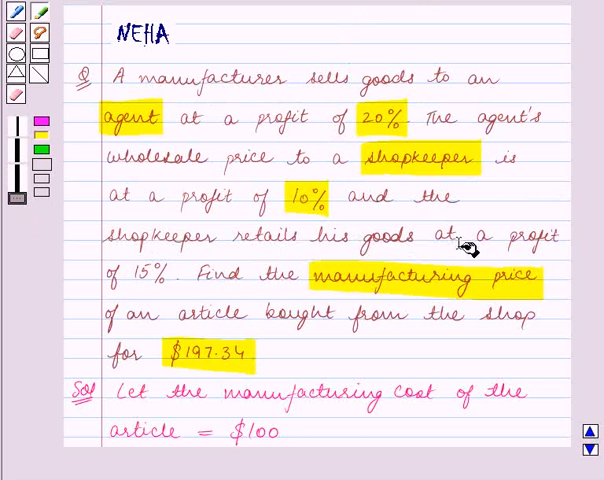 NEHA
Q A manufacturer sells goods to an
agent at a profit of 20%. The agent's
wholesale price to a shopkeeper is
at a profit of 10% and the
shopkeeper retails his goods at a profit
of 15%. Find the manufacturing price
of an article bought from the shop
for $197.34
Sol Let the manufacturing cost of the
article = $100